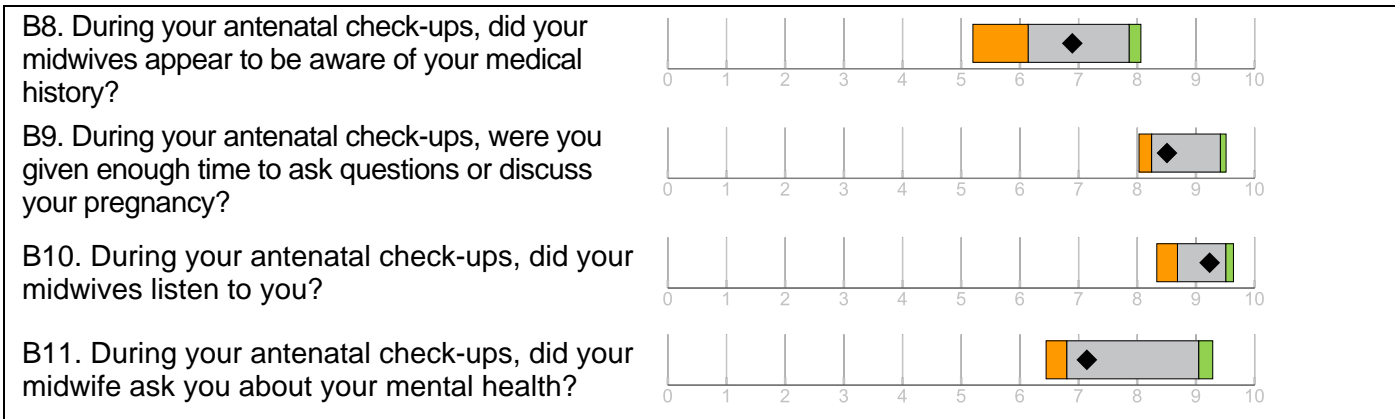 B8. During your antenatal check-ups, did your
midwives appear to be aware of your medical
history?
0 1 2 3 4 5 6 7 8 9 10
B9. During your antenatal check-ups, were you
given enough time to ask questions or discuss
your pregnancy?
0 1 2 3 4 5 6 7 8 9 10
B10. During your antenatal check-ups, did your
midwives listen to you?
0 1 2 3 4 5 6 7 8 9 10
B11. During your antenatal check-ups, did your
midwife ask you about your mental health?
0 1 2 3 4 5 6 7 8 9 10